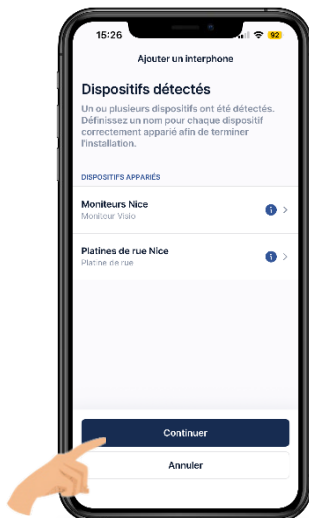 15:26
92
Ajouter un interphone
Dispositifs détectés
Un ou plusieurs dispositifs ont été détectés.
Définissez un nom pour chaque dispositif
correctement apparié afin de terminer
l'installation.
DISPOSITIFS APPARIÉS
Moniteurs Nice
Moniteur Visio
Platines de rue Nice
Platine de rue
Continuer
Annuler